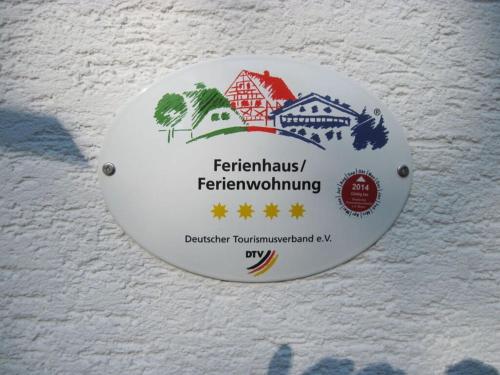 ®
Ferienhaus/
Ferienwohnung
2014
Deutscher Tourismusverband e.V.
DTV